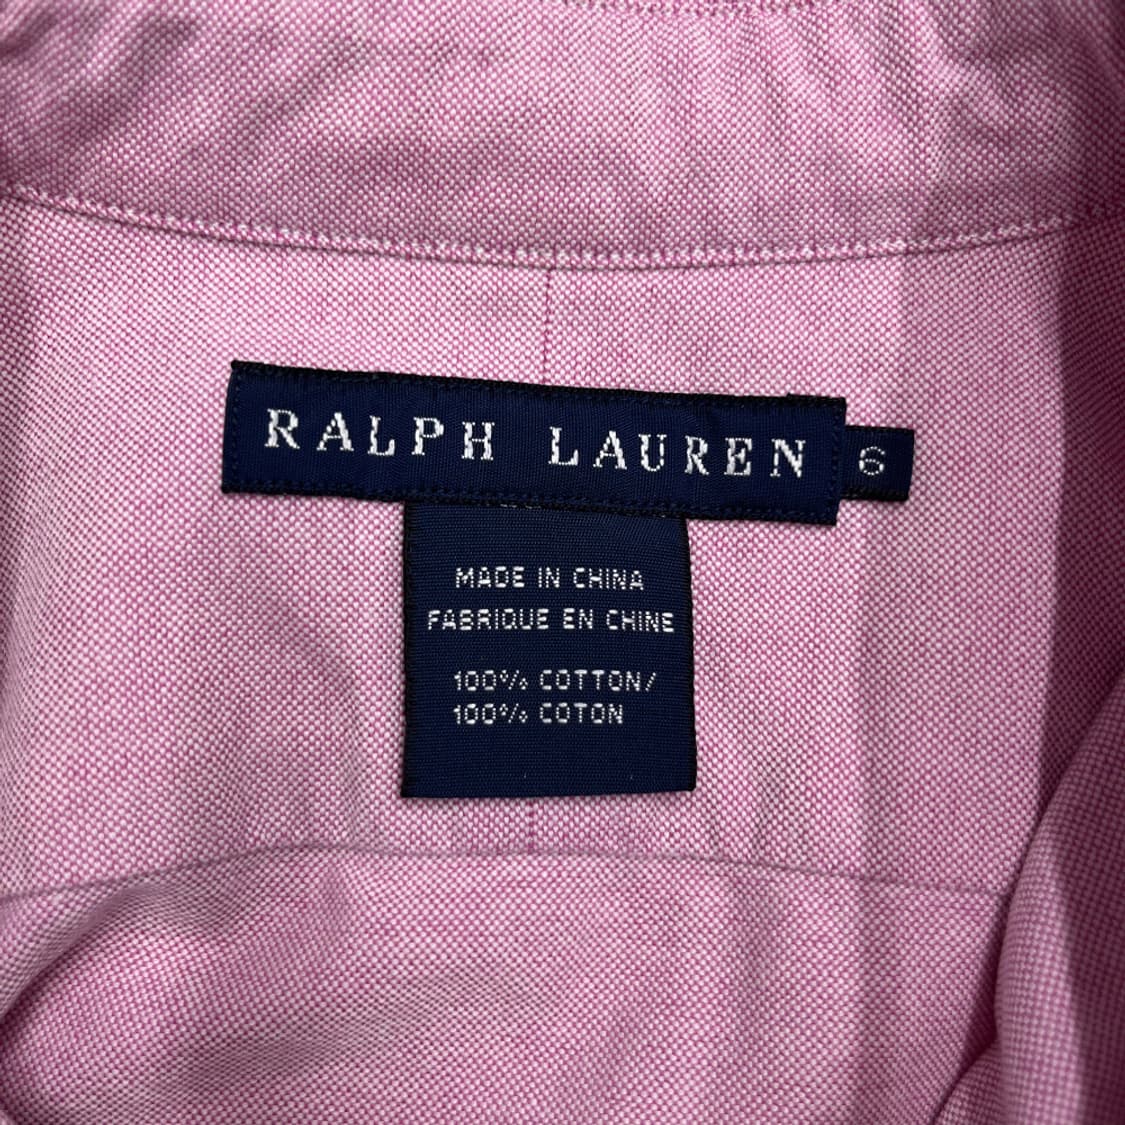 RALPH LAUREN 6
MADE IN CHINA
FABRIQUE EN CHINE
100% COTTON/
100% COTON